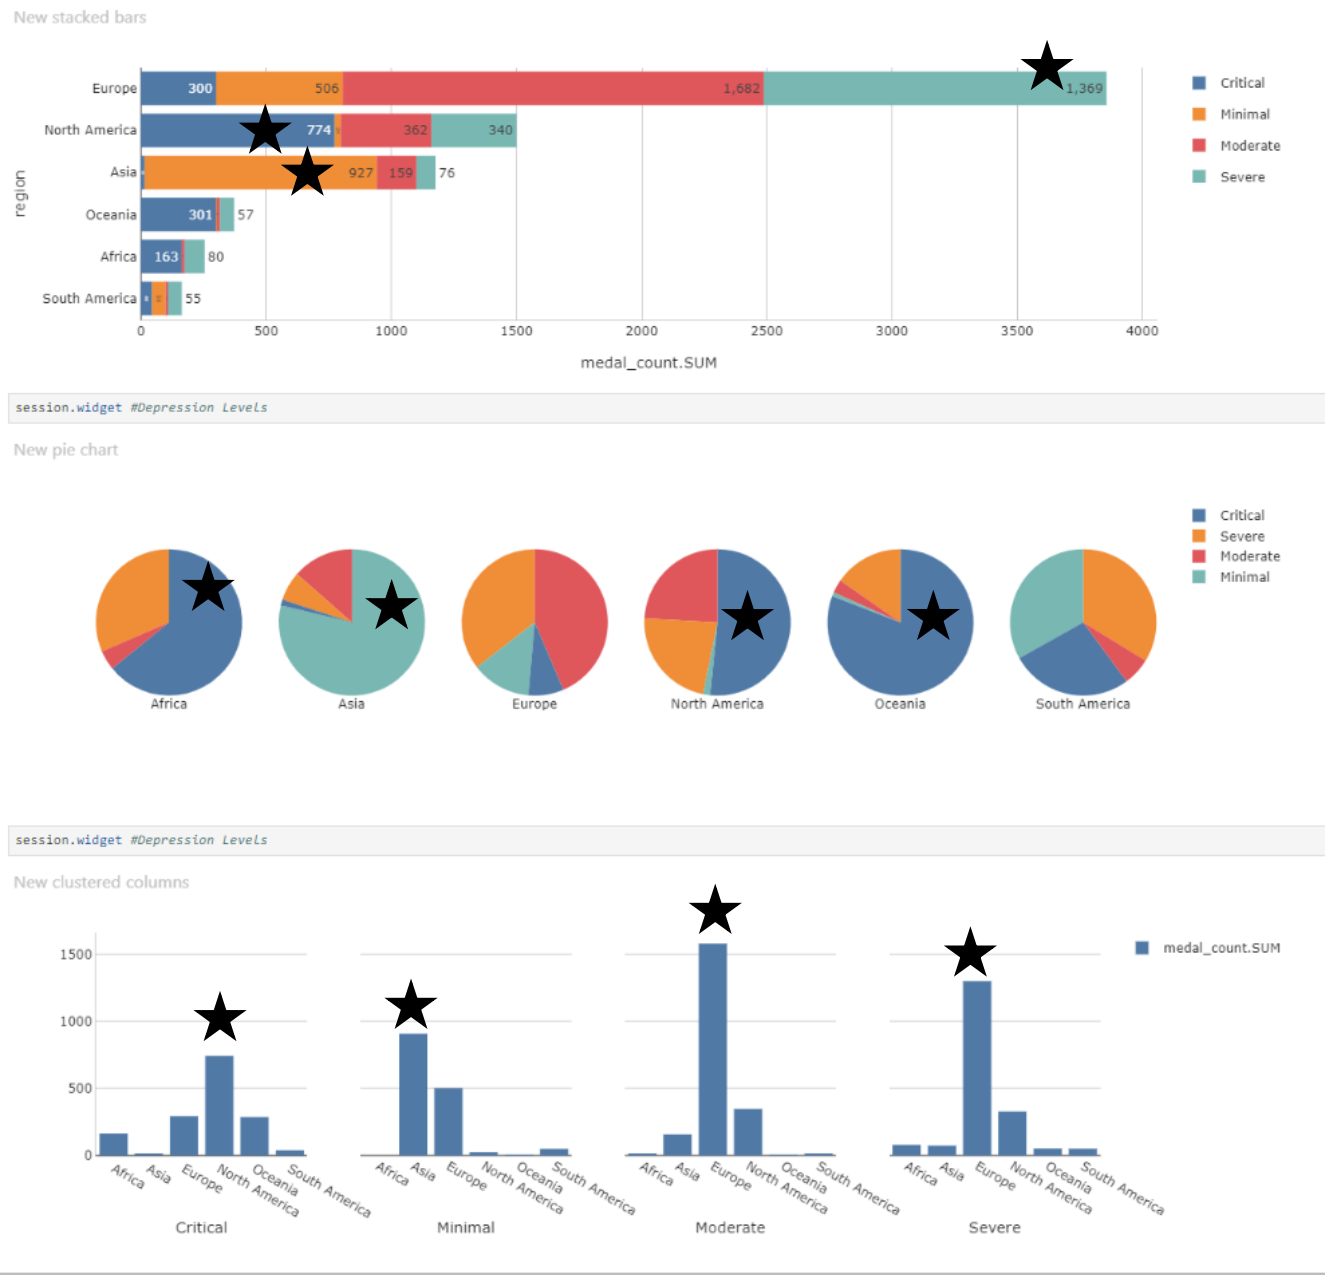 New stacked bars
Europe 300 506 1,682 1,369
North America 774 362 340
Asia 927 159 76
Oceania 301 57
Africa 163 80
South America 55
region
0 500 1000 1500 2000 2500 3000 3500 4000
medal_count.SUM
Critical
Minimal
Moderate
Severe
session.widget #Depression Levels
New pie chart
Critical
Severe
Moderate
Minimal
Africa Asia Europe North America Oceania South America
session.widget #Depression Levels
New clustered columns
medal_count.SUM
1500
1000
500
0
Africa Asia Europe North America Oceania South America
Africa Asia Europe North America Oceania South America
Africa Asia Europe North America Oceania South America
Africa Asia Europe North America Oceania South America
Critical Minimal Moderate Severe